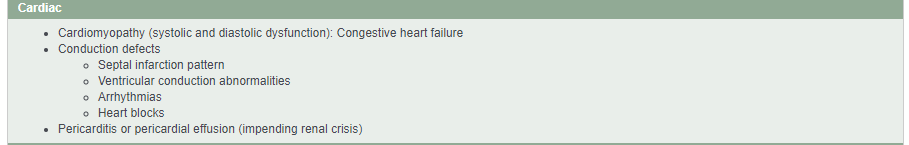 Cardiac
• Cardiomyopathy (systolic and diastolic dysfunction): Congestive heart failure
• Conduction defects
◦ Septal infarction pattern
◦ Ventricular conduction abnormalities
◦ Arrhythmias
◦ Heart blocks
• Pericarditis or pericardial effusion (impending renal crisis)